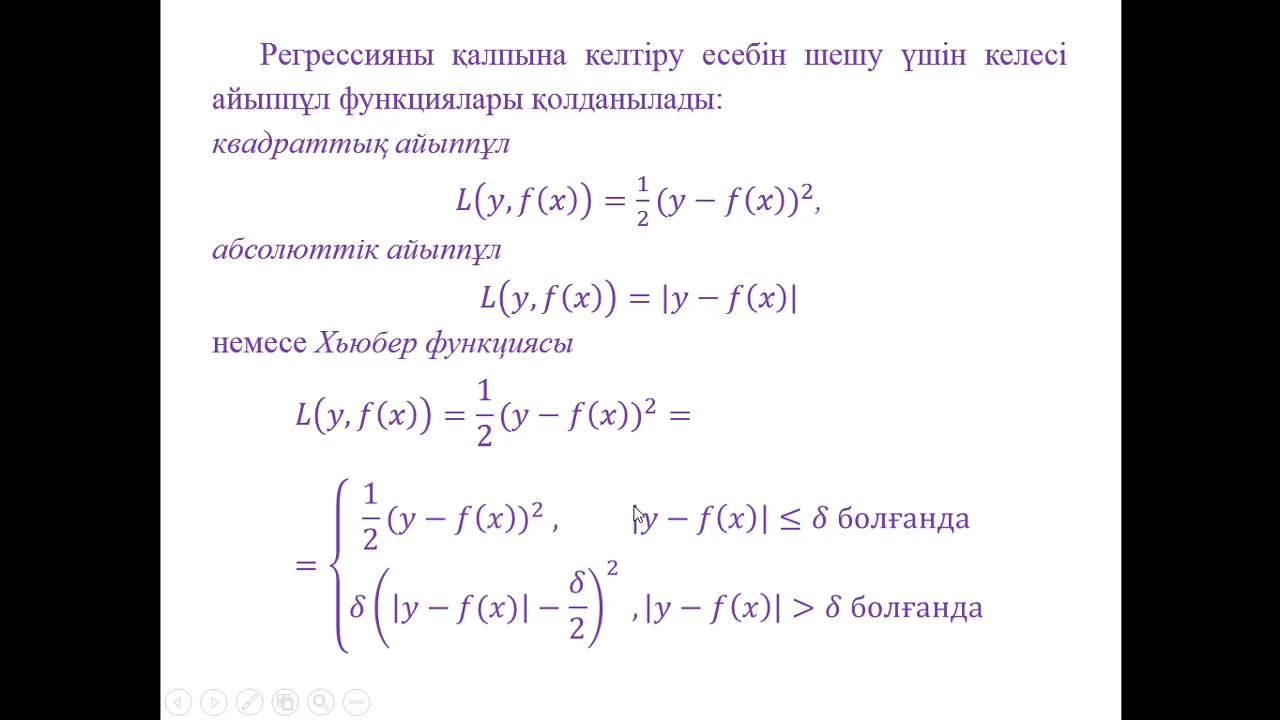 Регрессияны қалпына келтіру есебін шешу үшін келесі
айыппұл функциялары қолданылады:
квадраттық айыппұл
L(y, f(x)) = 1/2 (y − f(x))²,
абсолюттік айыппұл
L(y, f(x)) = |y − f(x)|
немесе Хьюбер функциясы
L(y, f(x)) = 1/2 (y − f(x))² =
= { 1/2 (y − f(x))² , |y − f(x)| ≤ δ болғанда
δ (|y − f(x)| − δ/2)² , |y − f(x)| > δ болғанда